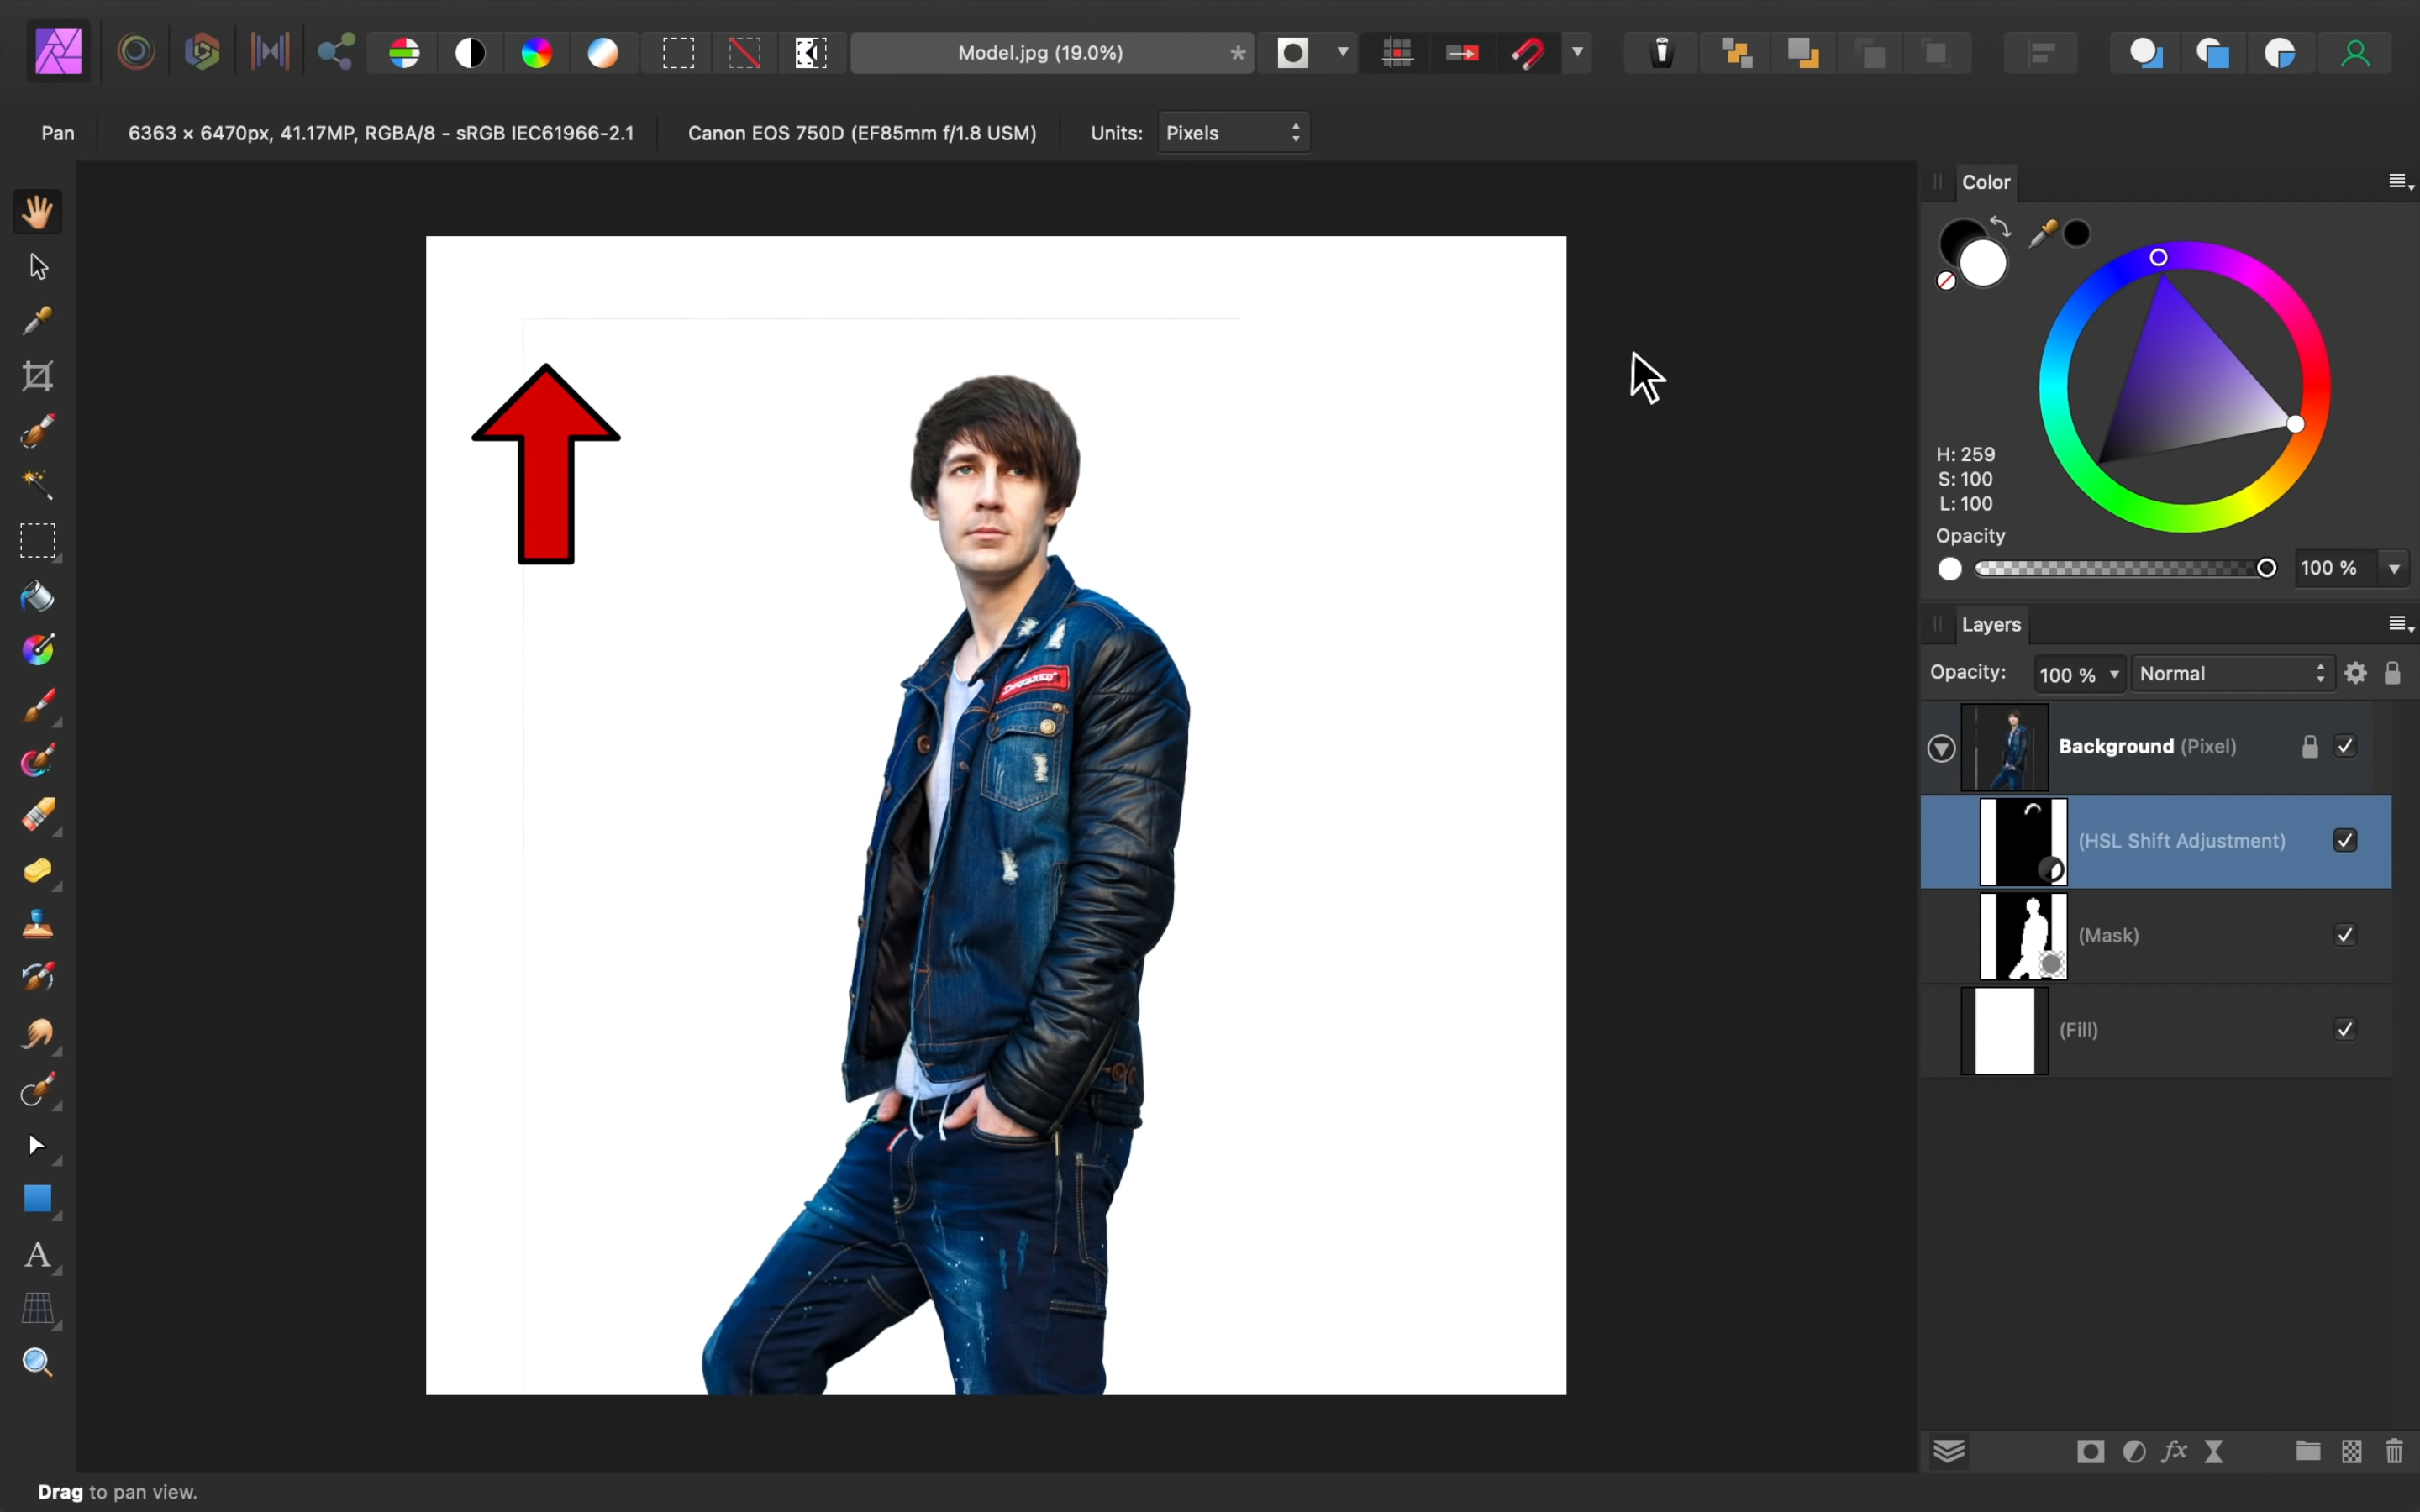 Model.jpg (19.0%)
*
Pan
6363 × 6470px, 41.17MP, RGBA/8 - sRGB IEC61966-2.1
Canon EOS 750D (EF85mm f/1.8 USM)
Units:
Pixels
Color
H: 259
S: 100
L: 100
Opacity
100 %
Layers
Opacity:
100 %
Normal
Background (Pixel)
(HSL Shift Adjustment)
(Mask)
(Fill)
A
fx
Drag to pan view.